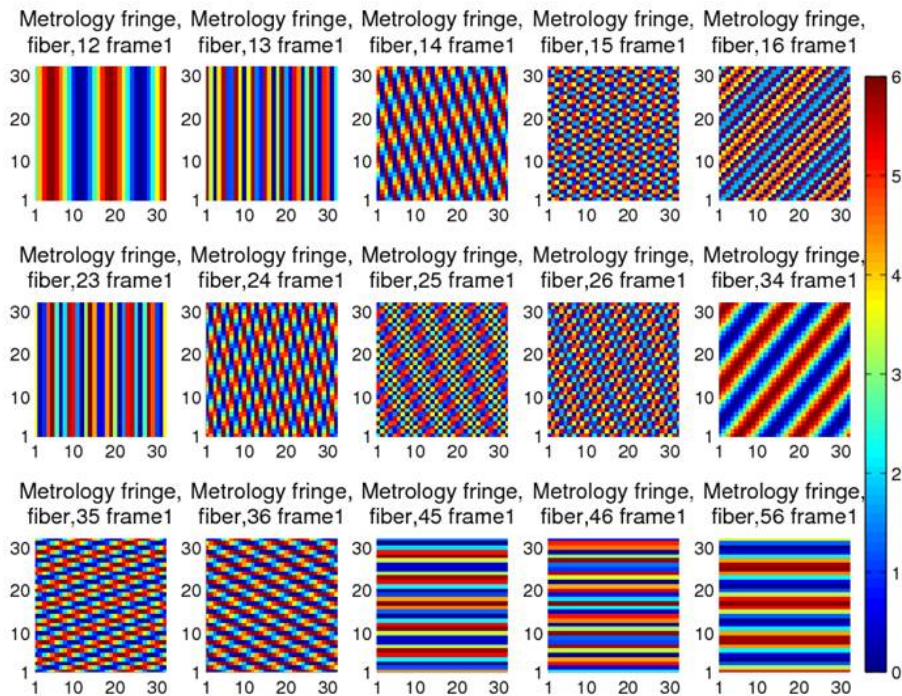 Metrology fringe, Metrology fringe, Metrology fringe, Metrology fringe, Metrology fringe,
fiber,12 frame1 fiber,13 frame1 fiber,14 frame1 fiber,15 frame1 fiber,16 frame1
30 30 30 30 30 6
20 20 20 20 20
10 10 10 10 10 5
1 1 1 1 1
1 10 20 30 1 10 20 30 1 10 20 30 1 10 20 30 1 10 20 30
Metrology fringe, Metrology fringe, Metrology fringe, Metrology fringe, Metrology fringe, 4
fiber,23 frame1 fiber,24 frame1 fiber,25 frame1 fiber,26 frame1 fiber,34 frame1
30 30 30 30 30
20 20 20 20 20 3
10 10 10 10 10
1 1 1 1 1
1 10 20 30 1 10 20 30 1 10 20 30 1 10 20 30 1 10 20 30 2
Metrology fringe, Metrology fringe, Metrology fringe, Metrology fringe, Metrology fringe,
fiber,35 frame1 fiber,36 frame1 fiber,45 frame1 fiber,46 frame1 fiber,56 frame1
30 30 30 30 30 1
20 20 20 20 20
10 10 10 10 10
1 1 1 1 1 0
1 10 20 30 1 10 20 30 1 10 20 30 1 10 20 30 1 10 20 30